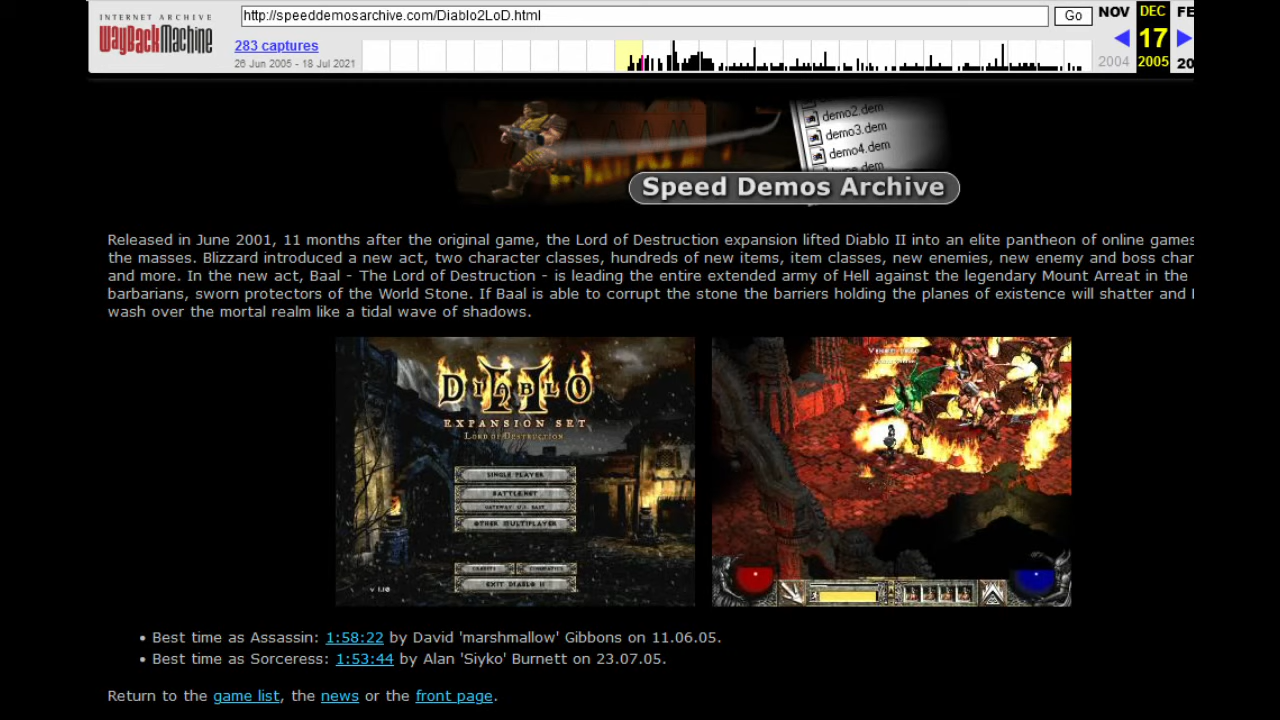 INTERNET ARCHIVE
WayBackMachine
http://speeddemosarchive.com/Diablo2LoD.html
Go
NOV DEC FE
283 captures
17
26 Jun 2005 - 18 Jul 2021
2004 2005 20
demo2.dem
demo3.dem
demo4.dem
Speed Demos Archive
Released in June 2001, 11 months after the original game, the Lord of Destruction expansion lifted Diablo II into an elite pantheon of online games
the masses. Blizzard introduced a new act, two character classes, hundreds of new items, item classes, new enemies, new enemy and boss char
and more. In the new act, Baal - The Lord of Destruction - is leading the entire extended army of Hell against the legendary Mount Arreat in the
barbarians, sworn protectors of the World Stone. If Baal is able to corrupt the stone the barriers holding the planes of existence will shatter and
wash over the mortal realm like a tidal wave of shadows.
DIABLO II
EXPANSION SET
LORD OF DESTRUCTION
SINGLE PLAYER
BATTLE.NET
GATEWAY: U.S. EAST
OTHER MULTIPLAYER
CREDITS CINEMATICS
EXIT DIABLO II
v 1.10
• Best time as Assassin: 1:58:22 by David 'marshmallow' Gibbons on 11.06.05.
• Best time as Sorceress: 1:53:44 by Alan 'Siyko' Burnett on 23.07.05.
Return to the game list, the news or the front page.